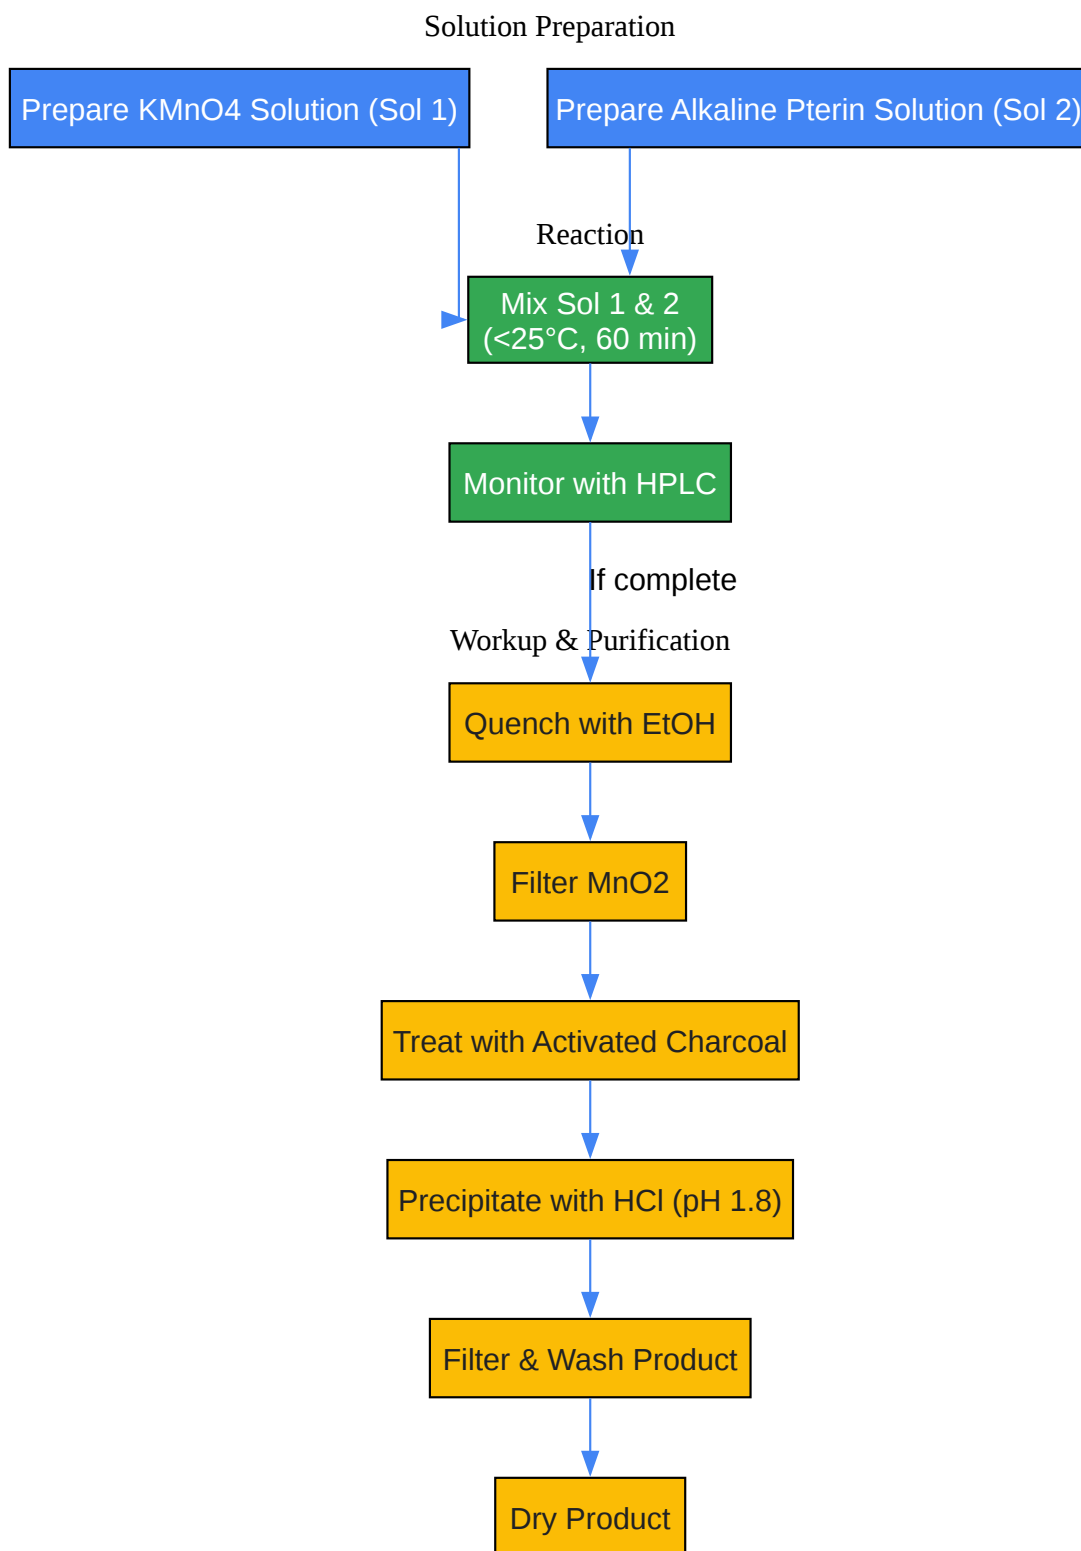 Solution Preparation
Prepare KMnO4 Solution (Sol 1)
Prepare Alkaline Pterin Solution (Sol 2)
Reaction
Mix Sol 1 & 2
(<25°C, 60 min)
Monitor with HPLC
If complete
Workup & Purification
Quench with EtOH
Filter MnO2
Treat with Activated Charcoal
Precipitate with HCl (pH 1.8)
Filter & Wash Product
Dry Product